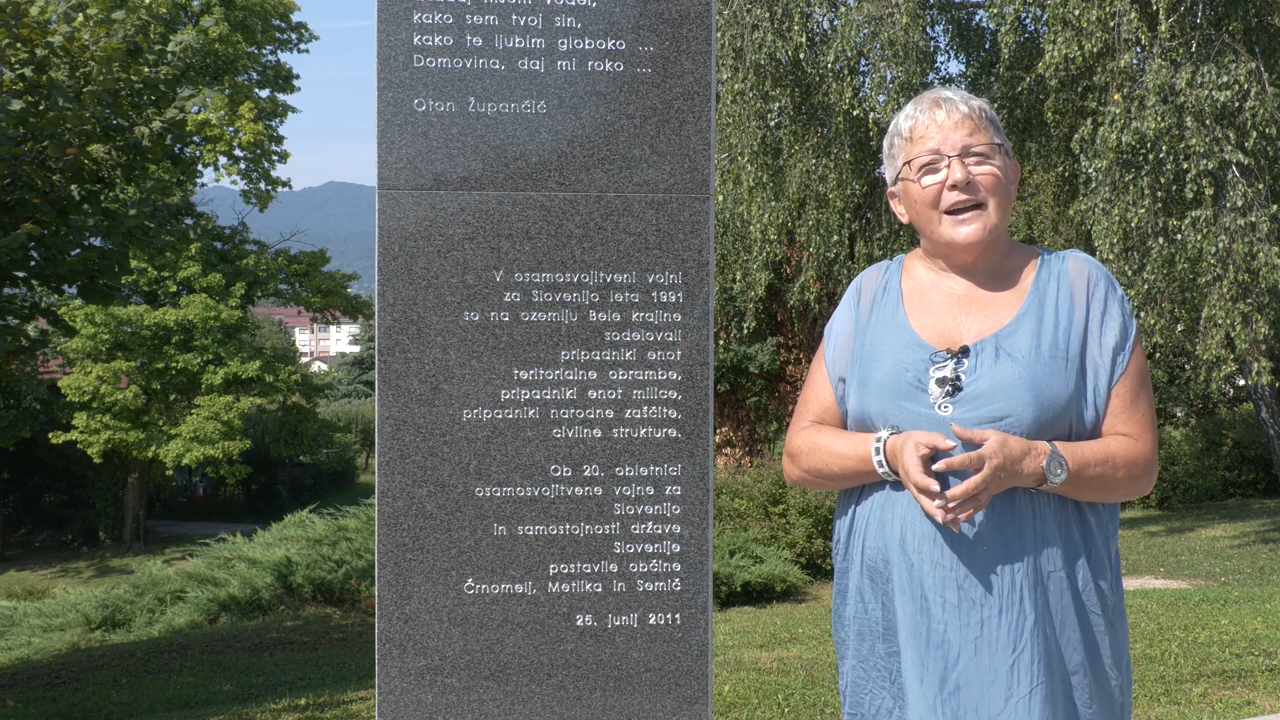 kako sem tvoj sin,
kako te ljubim globoko ...
Domovina, daj mi roko ...
Oton Župančič
V osamosvojitveni vojni
za Slovenijo leta 1991
so na ozemlju Bele krajine
sodelovali
pripadniki enot
teritorialne obrambe,
pripadniki enot milice,
pripadniki narodne zaščite,
civilne strukture.
Ob 20. obletnici
osamosvojitvene vojne za
Slovenijo
in samostojnosti države
Slovenije
postavile občine
Črnomelj, Metlika in Semič
25. junij 2011